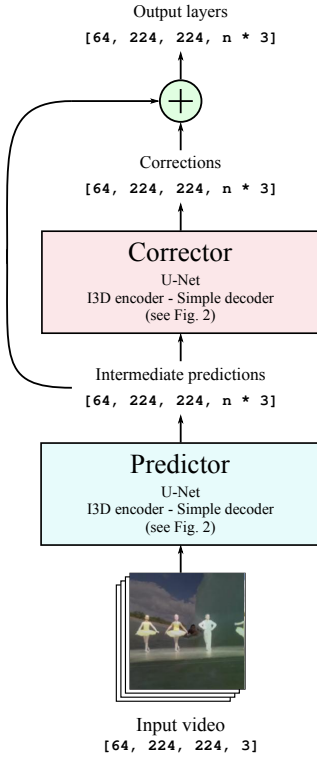 Output layers
[64, 224, 224, n * 3]
+
Corrections
[64, 224, 224, n * 3]
Corrector
U-Net
I3D encoder - Simple decoder
(see Fig. 2)
Intermediate predictions
[64, 224, 224, n * 3]
Predictor
U-Net
I3D encoder - Simple decoder
(see Fig. 2)
Input video
[64, 224, 224, 3]